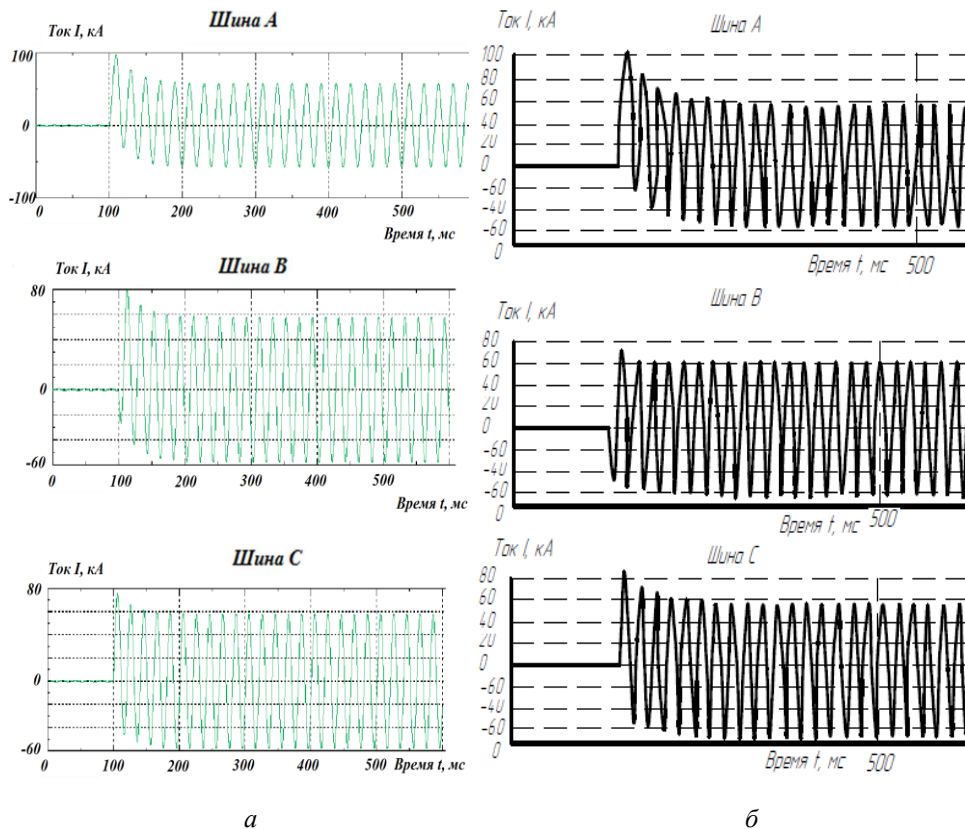 Шина А
Ток I, кА
100
0
-100
0 100 200 300 400 500
Время t, мс
Ток I, кА
Шина В
80
0
-60
0 100 200 300 400 500
Время t, мс
Шина С
Ток I, кА
80
0
-60
0 100 200 300 400 500 Время t, мс
а
Ток I, кА
Шина А
100
80
60
40
20
0
-60
-40
-60
0
Время t, мс 500
Ток I, кА
Шина В
80
60
40
20
0
-60
-40
-60
0
Время t, мс 500
Ток I, кА
Шина С
80
60
40
20
0
-60
-40
-60
0
Время t, мс 500
б